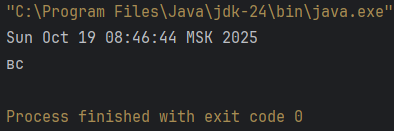 "C:\Program Files\Java\jdk-24\bin\java.exe"
Sun Oct 19 08:46:44 MSK 2025
вс
Process finished with exit code 0